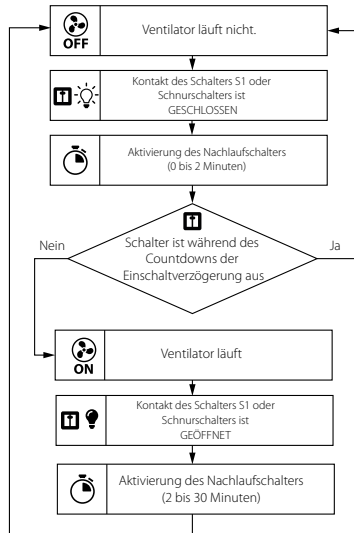 OFF
Ventilator läuft nicht.
Kontakt des Schalters S1 oder
Schnurschalters ist
GESCHLOSSEN
Aktivierung des Nachlaufschalters
(0 bis 2 Minuten)
Nein
Ja
Schalter ist während des
Countdowns der
Einschaltverzögerung aus
ON
Ventilator läuft
Kontakt des Schalters S1 oder
Schnurschalters ist
GEÖFFNET
Aktivierung des Nachlaufschalters
(2 bis 30 Minuten)